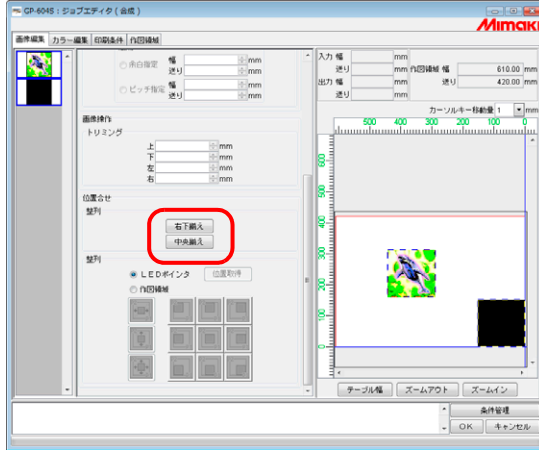 GP-604S : ジョブエディタ ( 合成 )
Mimaki
画像編集 カラー編集 印刷条件 作図領域
余白指定 幅 mm
送り mm
ピッチ指定 幅 mm
送り mm
画像操作
トリミング
上 mm
下 mm
左 mm
右 mm
位置合せ
整列
右下揃え
中央揃え
整列
LEDポインタ 位置取得
作図領域
入力 幅 mm
送り mm 作図領域 幅 610.00 mm
出力 幅 mm 送り 420.00 mm
送り mm
カーソルキー移動量 1 mm
500 400 300 200 100 0
テーブル幅 ズームアウト ズームイン
条件管理
OK キャンセル